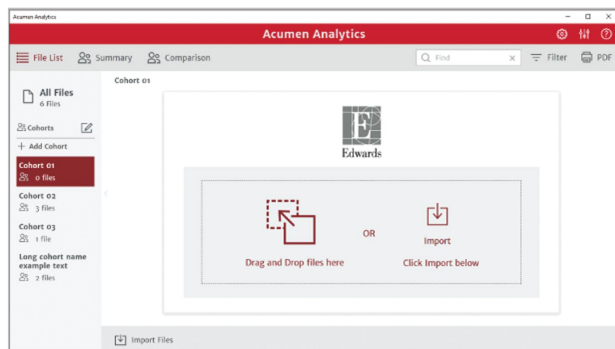 Acumen Analytics
Acumen Analytics
File List Summary Comparison Find Filter PDF
All Files
6 Files
Cohorts
Add Cohort
Cohort 01
0 files
Cohort 02
3 files
Cohort 03
1 file
Long cohort name
example text
2 files
Cohort 01
E
Edwards
Drag and Drop files here
OR
Import
Click Import below
Import Files